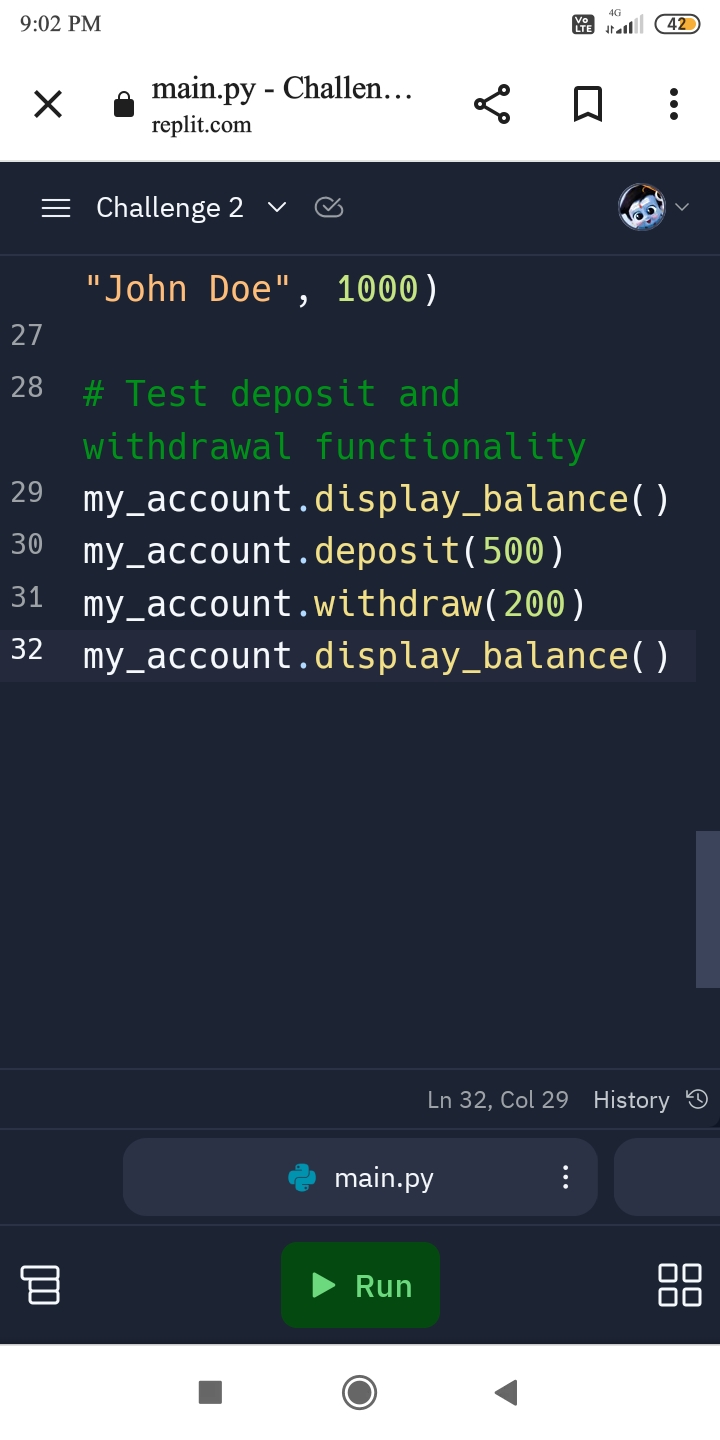 9:02 PM
Vo LTE 4G 42
main.py - Challen...
replit.com
Challenge 2
"John Doe", 1000)
27
28 # Test deposit and
withdrawal functionality
29 my_account.display_balance()
30 my_account.deposit(500)
31 my_account.withdraw(200)
32 my_account.display_balance()
Ln 32, Col 29 History
main.py
Run